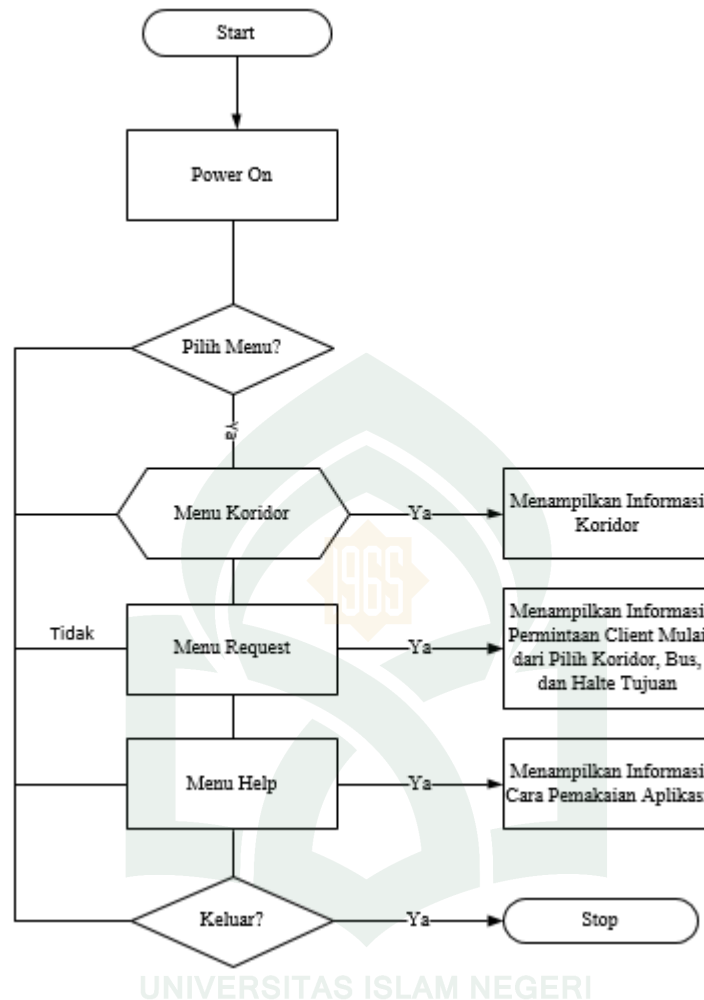 Start
Power On
Pilih Menu?
Ya
Menu Koridor
Ya
Menampilkan Informasi
Koridor
Tidak
Menu Request
Ya
Menampilkan Informasi
Permintaan Client Mulai
dari Pilih Koridor, Bus,
dan Halte Tujuan
Menu Help
Ya
Menampilkan Informasi
Cara Pemakaian Aplikasi
Keluar?
Ya
Stop
1965
UNIVERSITAS ISLAM NEGERI